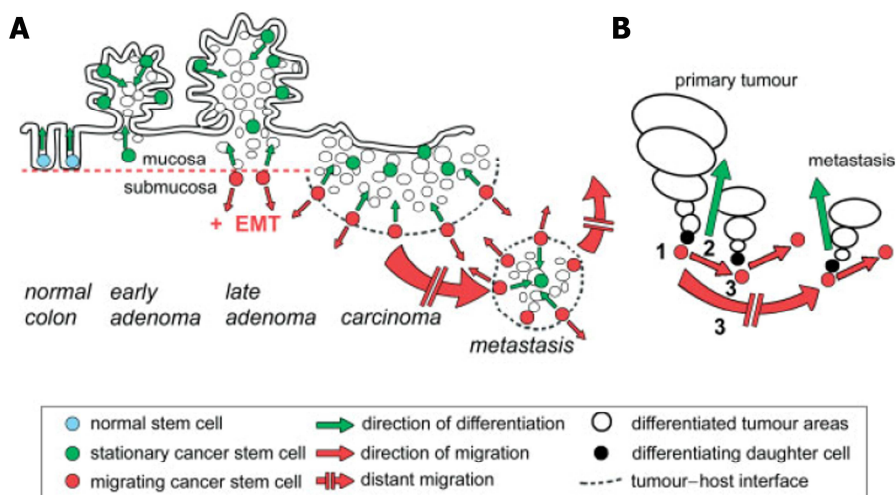 A
B
primary tumour
mucosa
submucosa
+ EMT
metastasis
1
2
3
3
normal
colon
early
adenoma
late
adenoma
carcinoma
metastasis
normal stem cell
stationary cancer stem cell
migrating cancer stem cell
direction of differentiation
direction of migration
distant migration
differentiated tumour areas
differentiating daughter cell
tumour–host interface